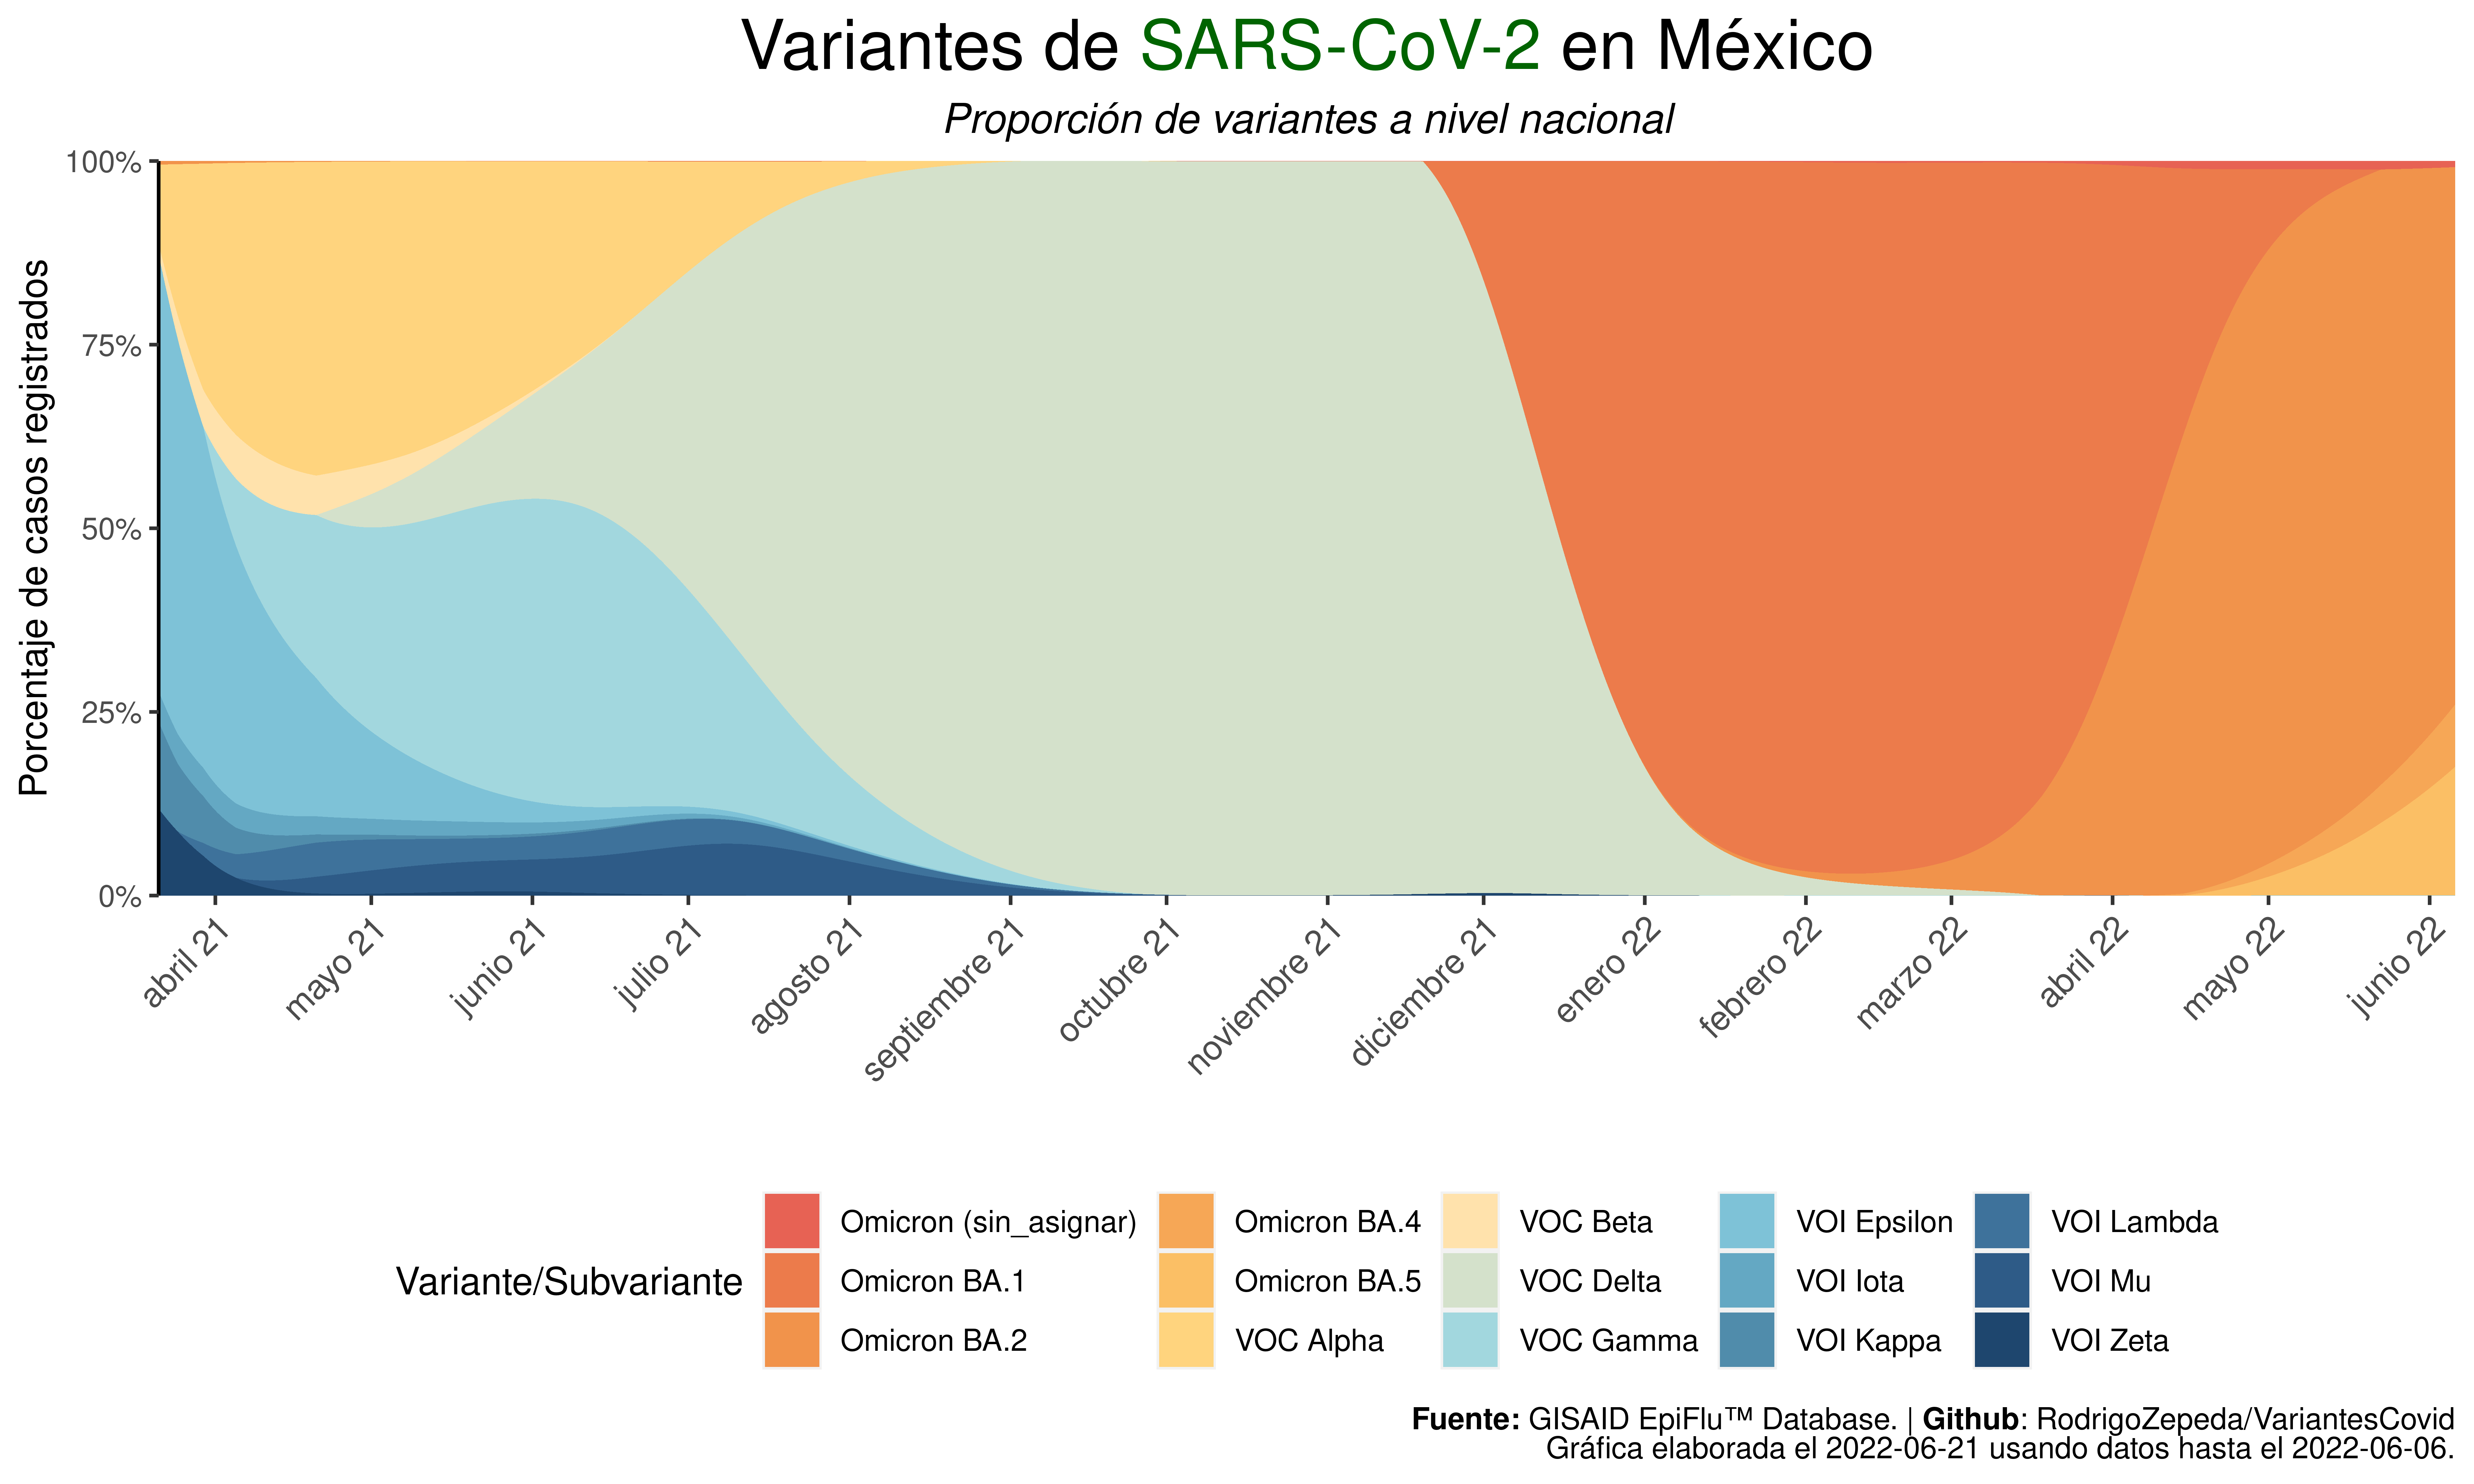 Variantes de SARS-CoV-2 en México
Proporción de variantes a nivel nacional
Porcentaje de casos registrados
100%
75%
50%
25%
0%
abril 21
mayo 21
junio 21
julio 21
agosto 21
septiembre 21
octubre 21
noviembre 21
diciembre 21
enero 22
febrero 22
marzo 22
abril 22
mayo 22
junio 22
Variante/Subvariante
Omicron (sin_asignar)
Omicron BA.1
Omicron BA.2
Omicron BA.4
Omicron BA.5
VOC Alpha
VOC Beta
VOC Delta
VOC Gamma
VOI Epsilon
VOI Iota
VOI Kappa
VOI Lambda
VOI Mu
VOI Zeta
Fuente: GISAID EpiFlu™ Database. | Github: RodrigoZepeda/VariantesCovid
Gráfica elaborada el 2022-06-21 usando datos hasta el 2022-06-06.